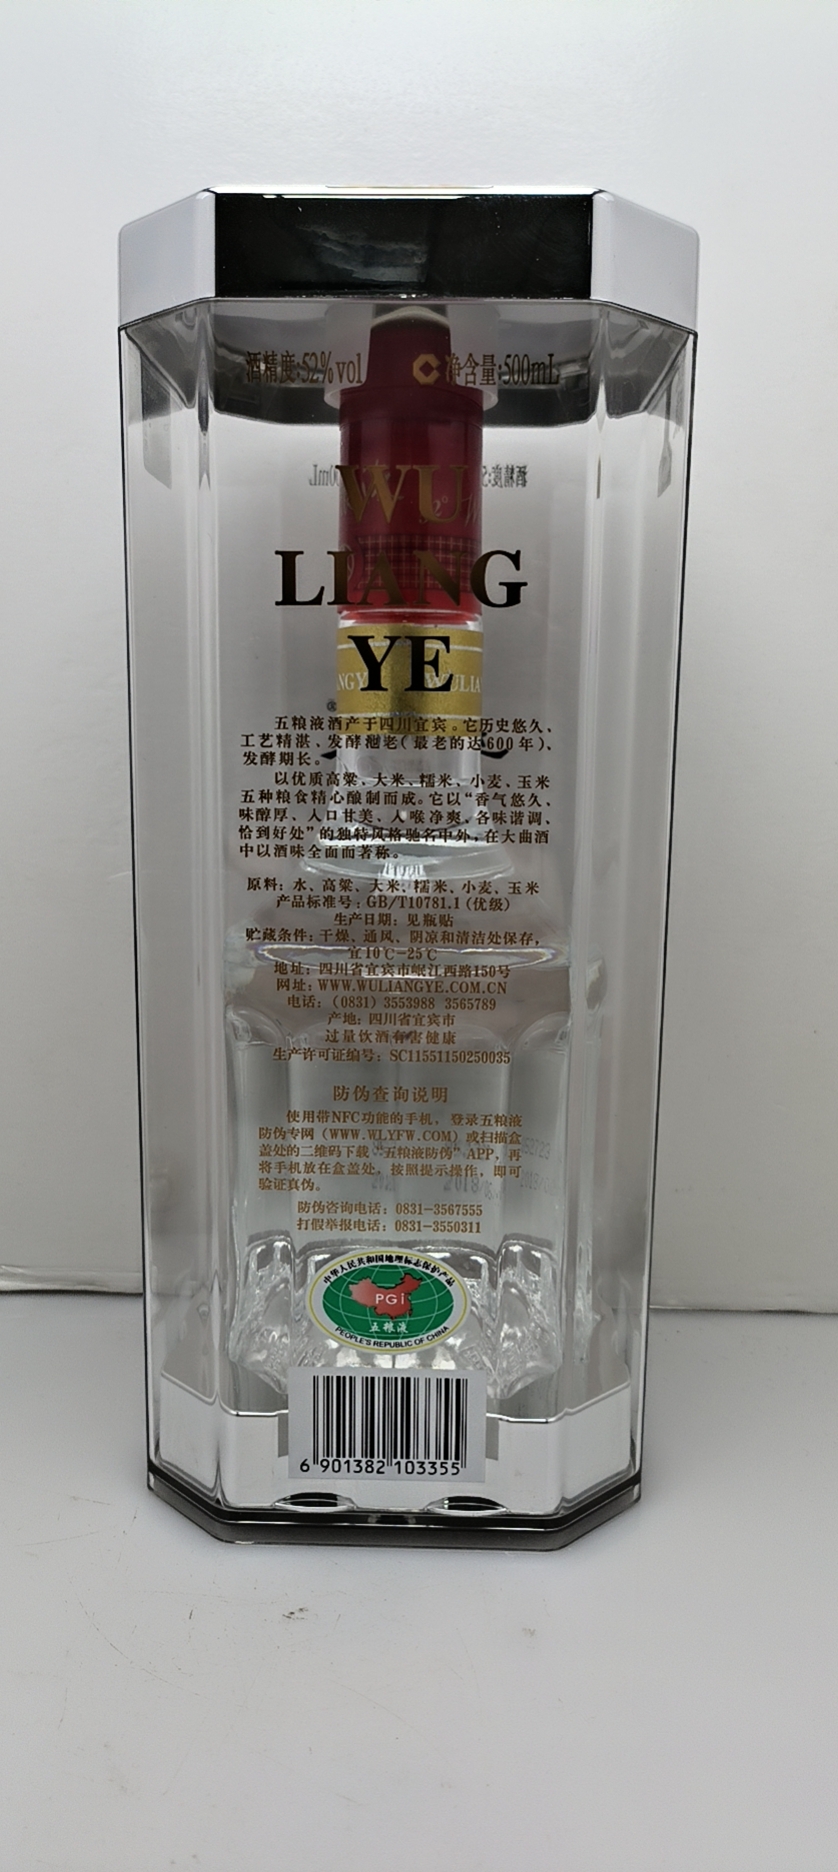 酒精度:52%vol 净含量:500mL
WU
LIANG
YE
®
五粮液酒产于四川宜宾。它历史悠久、
工艺精湛、发酵池老(最老的达600年)、
发酵期长。
以优质高粱、大米、糯米、小麦、玉米
五种粮食精心酿制而成。它以“香气悠久、
味醇厚、入口甘美、入喉净爽、各味谐调、
恰到好处”的独特风格驰名中外,在大曲酒
中以酒味全面而著称。
原料: 水、高粱、大米、糯米、小麦、玉米
产品标准号: GB/T10781.1 (优级)
生产日期: 见瓶贴
贮藏条件: 干燥、通风、阴凉和清洁处保存,
宜10℃-25℃
地址: 四川省宜宾市岷江西路150号
网址: WWW.WULIANGYE.COM.CN
电话: (0831) 3553988 3565789
产地: 四川省宜宾市
过量饮酒有害健康
生产许可证编号: SC11551150250035
防伪查询说明
使用带NFC功能的手机, 登录五粮液
防伪专网 (WWW.WLYFW.COM) 或扫描盒
盖处的二维码下载 “五粮液防伪” APP, 再
将手机放在盒盖处, 按照提示操作, 即可
验证真伪。
防伪咨询电话: 0831-3567555
打假举报电话: 0831-3550311
中华人民共和国地理标志保护产品
PGi
五粮液
PEOPLE'S REPUBLIC OF CHINA
6 901382 103355